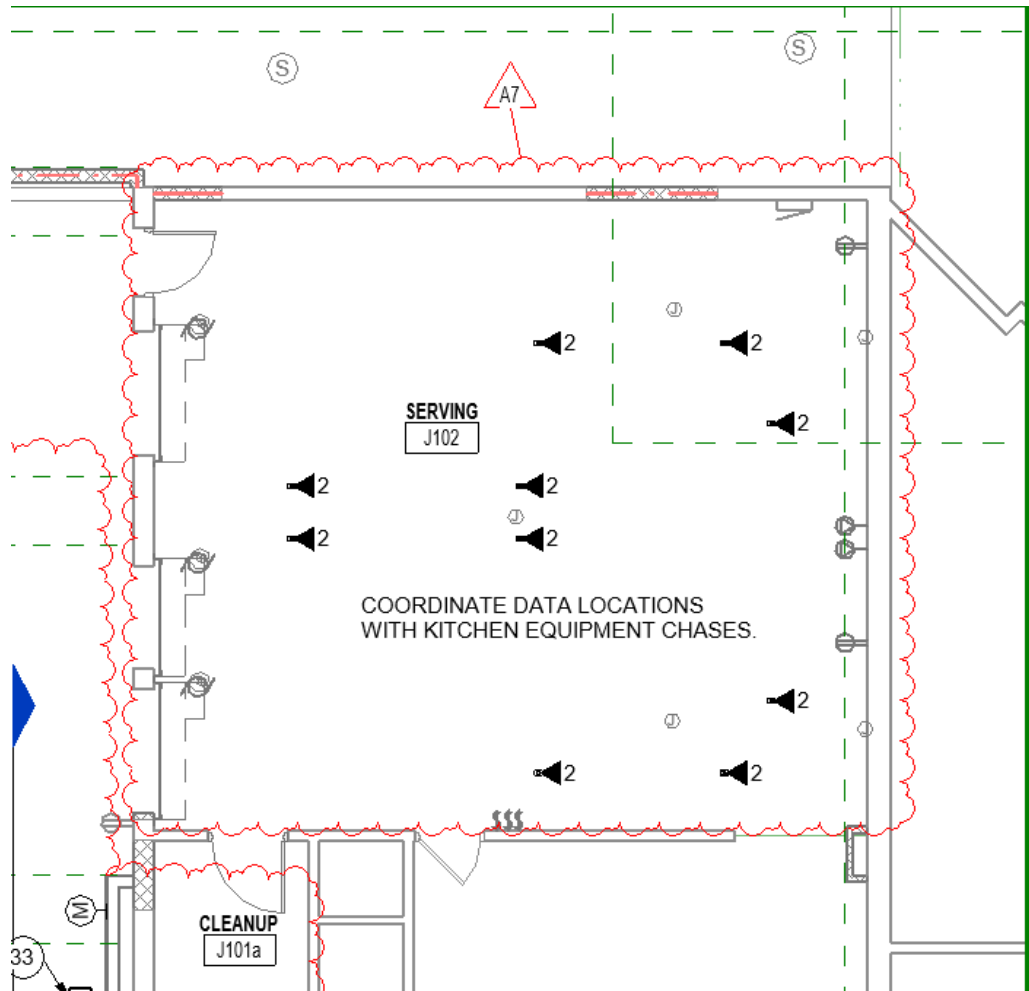 S
S
A7
J
2
2
J
SERVING
J102
2
2
2
J
2
2
COORDINATE DATA LOCATIONS
WITH KITCHEN EQUIPMENT CHASES.
2
J
J
2
2
$$$
CLEANUP
M
J101a
33